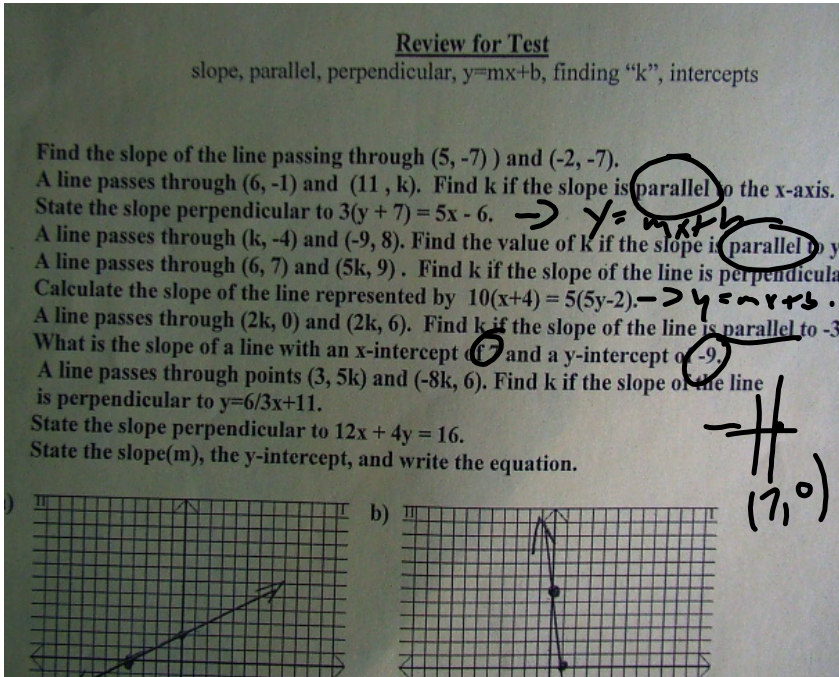 Review for Test
slope, parallel, perpendicular, y=mx+b, finding “k”, intercepts
Find the slope of the line passing through (5, -7) ) and (-2, -7).
A line passes through (6, -1) and (11 , k). Find k if the slope is parallel to the x-axis.
State the slope perpendicular to 3(y + 7) = 5x - 6. -> y = mx+b
A line passes through (k, -4) and (-9, 8). Find the value of k if the slope is parallel to y
A line passes through (6, 7) and (5k, 9) . Find k if the slope of the line is perpendicula
Calculate the slope of the line represented by 10(x+4) = 5(5y-2). -> y=mx+b.
A line passes through (2k, 0) and (2k, 6). Find k if the slope of the line is parallel to -3
What is the slope of a line with an x-intercept of 7 and a y-intercept of -9.
A line passes through points (3, 5k) and (-8k, 6). Find k if the slope of the line
is perpendicular to y=6/3x+11.
State the slope perpendicular to 12x + 4y = 16.
State the slope(m), the y-intercept, and write the equation.
(7,0)
) II I b) II I